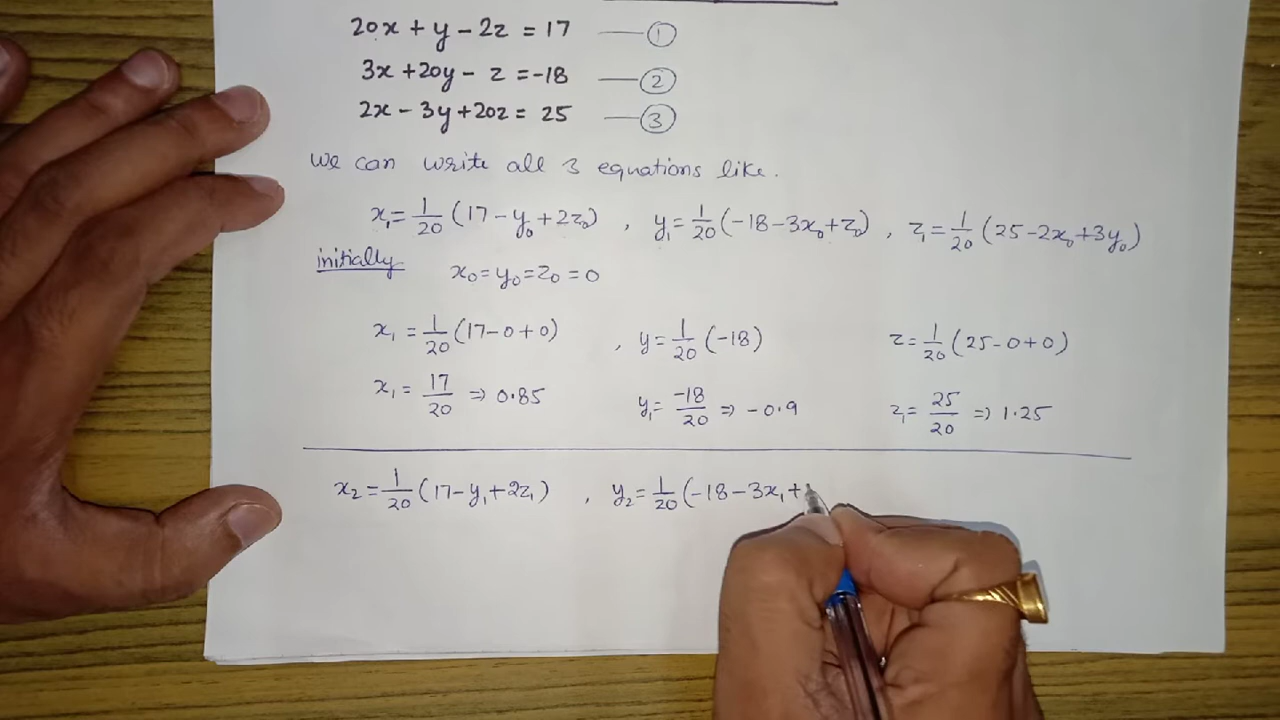 20x + y - 2z = 17 —— ①
3x + 20y - z = -18 —— ②
2x - 3y + 20z = 25 —— ③
We can write all 3 equations like.
x₁ = 1/20 (17 - y₀ + 2z₀) , y₁ = 1/20 (-18 - 3x₀ + z₀) , z₁ = 1/20 (25 - 2x₀ + 3y₀)
initially x₀ = y₀ = z₀ = 0
x₁ = 1/20 (17 - 0 + 0) , y = 1/20 (-18) z = 1/20 (25 - 0 + 0)
x₁ = 17/20 ⇒ 0.85 y₁ = -18/20 ⇒ -0.9 z₁ = 25/20 ⇒ 1.25
x₂ = 1/20 (17 - y₁ + 2z₁) , y₂ = 1/20 (-18 - 3x₁ +